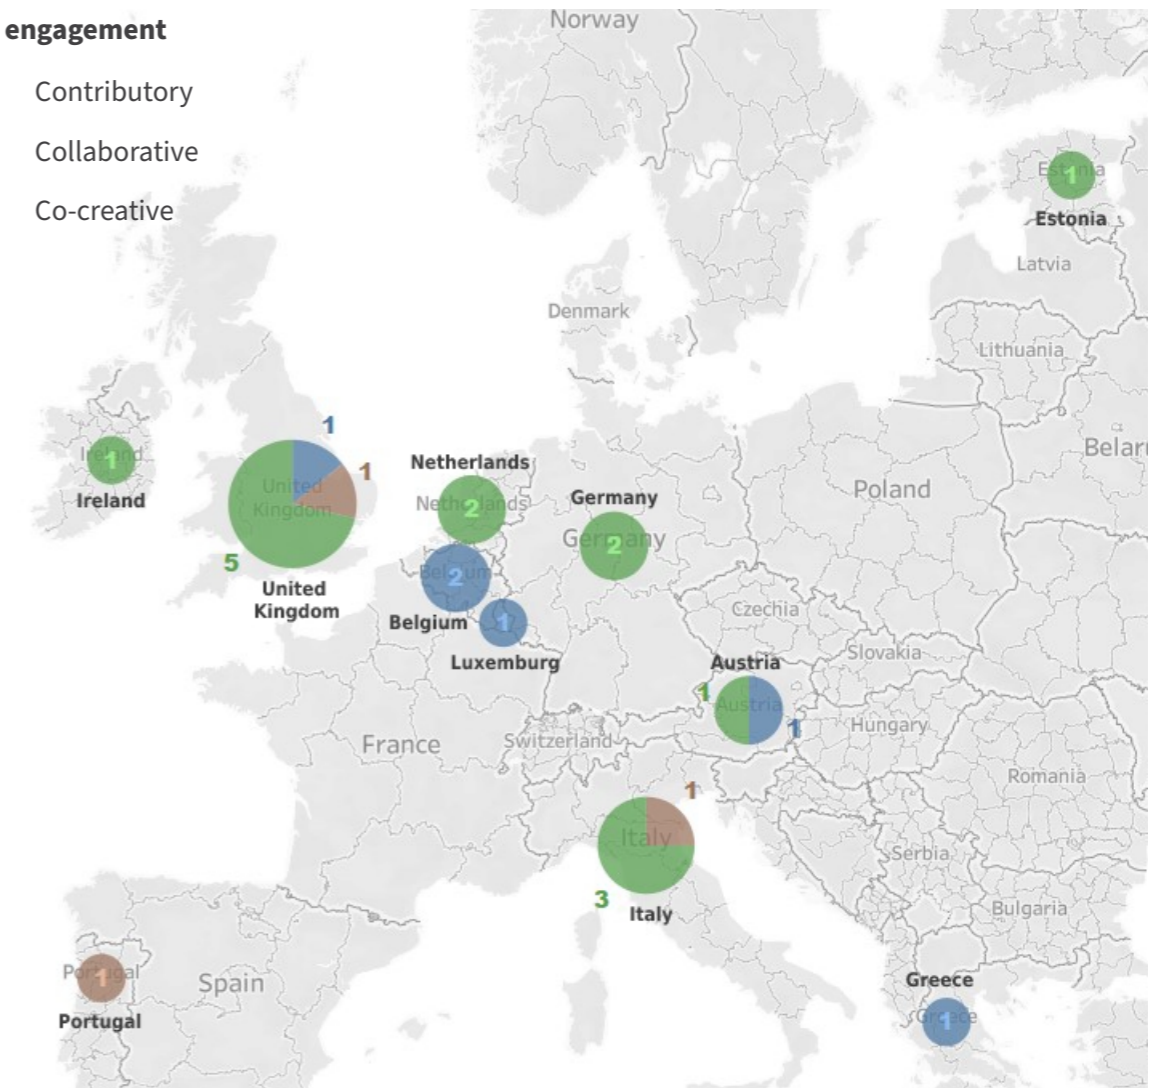 engagement
Contributory
Collaborative
Co-creative
Norway
Estonia
1
Estonia
Latvia
Denmark
Lithuania
Belar
1
Ireland
1
Ireland
United
Kingdom
1
5
United
Kingdom
Netherlands
Netherlands
2
Germany
Germany
2
Poland
Belgium
2
Belgium
1
Luxemburg
Czechia
Slovakia
Austria
1
Austria
1
Hungary
France
Switzerland
Romania
1
Italy
3
Italy
Serbia
Bulgaria
Portugal
1
Portugal
Spain
Greece
Greece
1